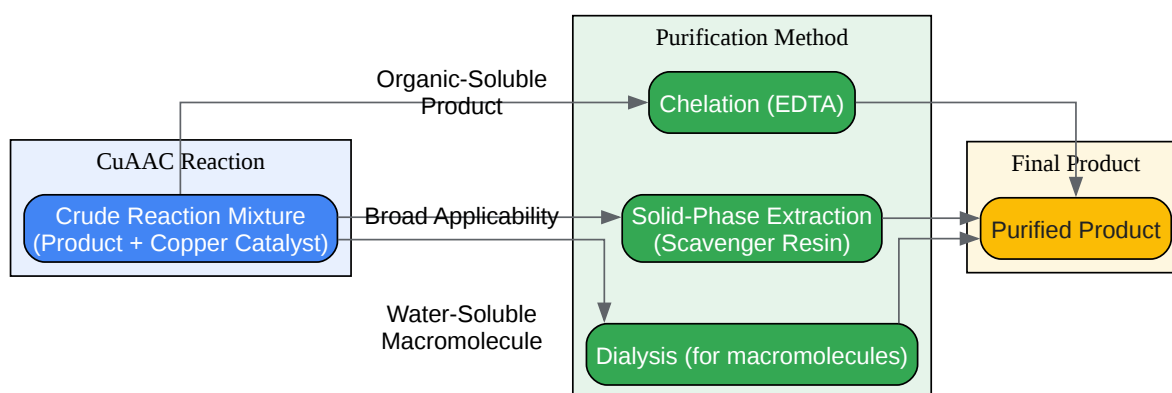 Purification Method
Organic-Soluble
Product
Chelation (EDTA)
CuAAC Reaction
Final Product
Crude Reaction Mixture
(Product + Copper Catalyst)
Broad Applicability
Solid-Phase Extraction
(Scavenger Resin)
Purified Product
Water-Soluble
Macromolecule
Dialysis (for macromolecules)